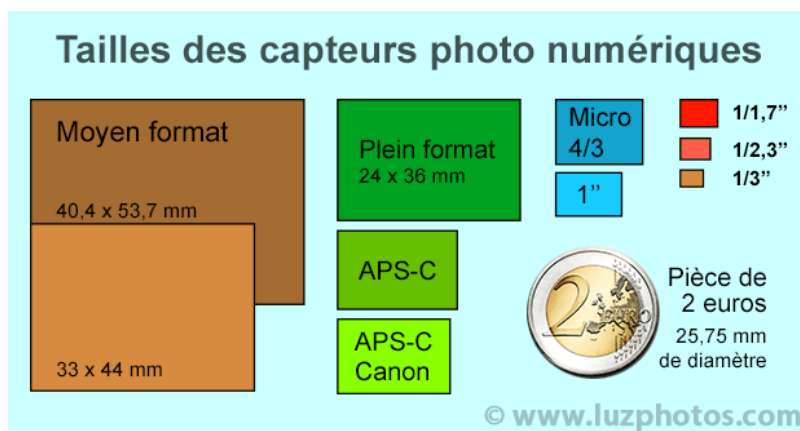 Tailles des capteurs photo numériques
Moyen format
40,4 x 53,7 mm
33 x 44 mm
Plein format
24 x 36 mm
APS-C
APS-C
Canon
Micro
4/3
1’’
1/1,7’’
1/2,3’’
1/3’’
2 EURO
Pièce de
2 euros
25,75 mm
de diamètre
© www.luzphotos.com